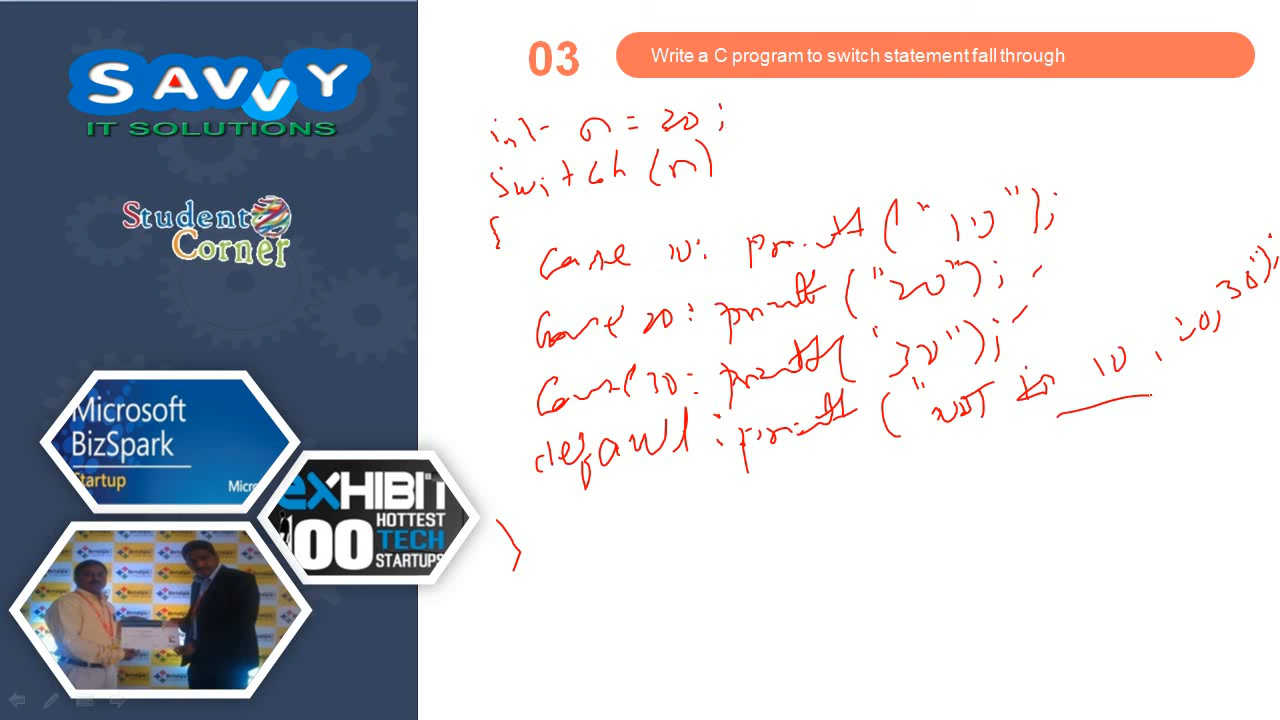 SAVVY
IT SOLUTIONS
Student
Corner
Microsoft
BizSpark
Startup
Micro
eXHIBIT
100
HOTTEST
TECH
STARTUPS
03
Write a C program to switch statement fall through
int n = 20 ;
switch (n)
{
case 10: printf ("10");
case 20: printf ("20");
case 30: printf ("30");
default : printf ("not in 10, 20, 30");
}